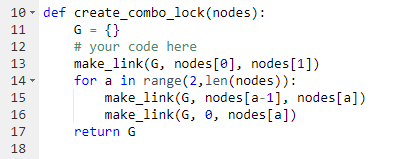 10 def create_combo_lock(nodes):
11     G = {}
12     # your code here
13     make_link(G, nodes[0], nodes[1])
14     for a in range(2,len(nodes)):
15         make_link(G, nodes[a-1], nodes[a])
16         make_link(G, 0, nodes[a])
17     return G
18